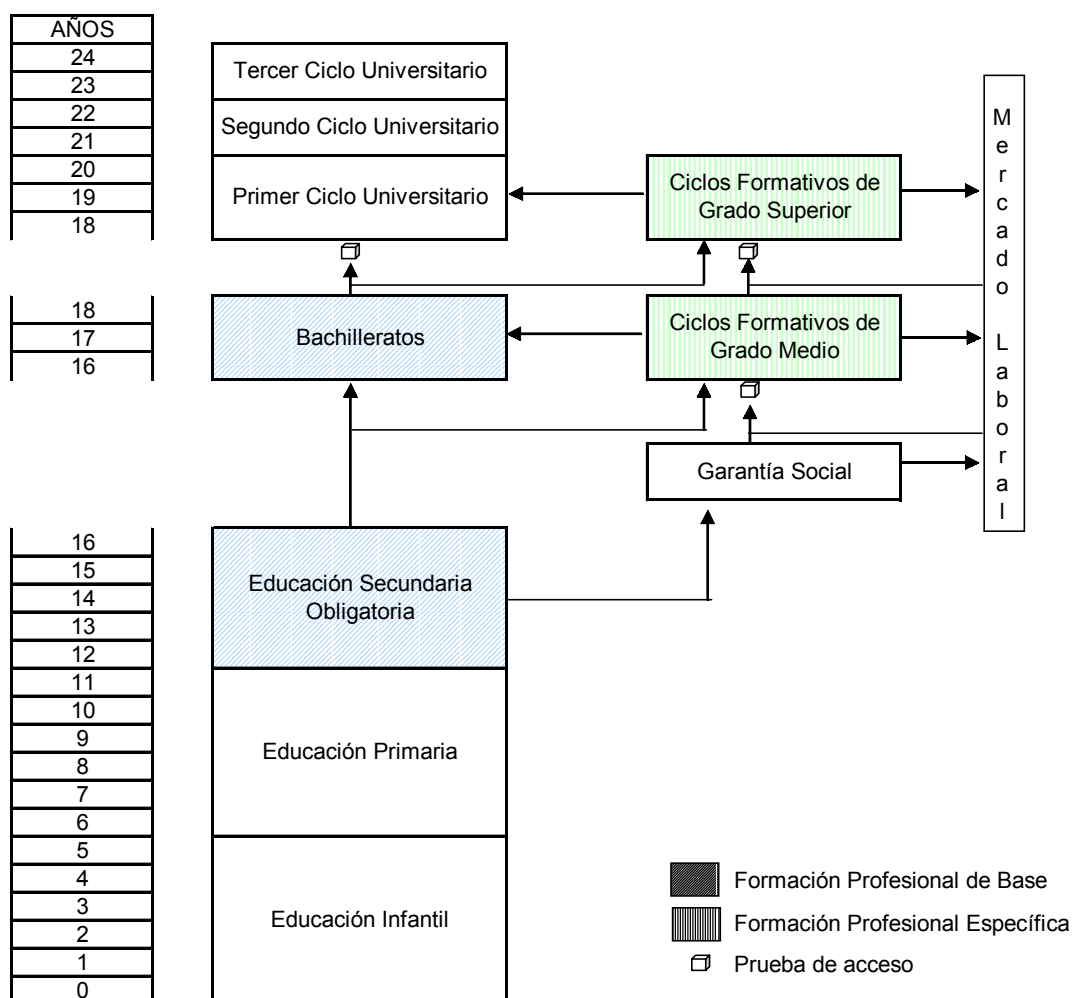 AÑOS
24
23
22
21
20
19
18
18
17
16
16
15
14
13
12
11
10
9
8
7
6
5
4
3
2
1
0
Tercer Ciclo Universitario
Segundo Ciclo Universitario
Primer Ciclo Universitario
Ciclos Formativos de
Grado Superior
Bachilleratos
Ciclos Formativos de
Grado Medio
Garantía Social
Mercado Laboral
Educación Secundaria
Obligatoria
Educación Primaria
Educación Infantil
Formación Profesional de Base
Formación Profesional Específica
Prueba de acceso